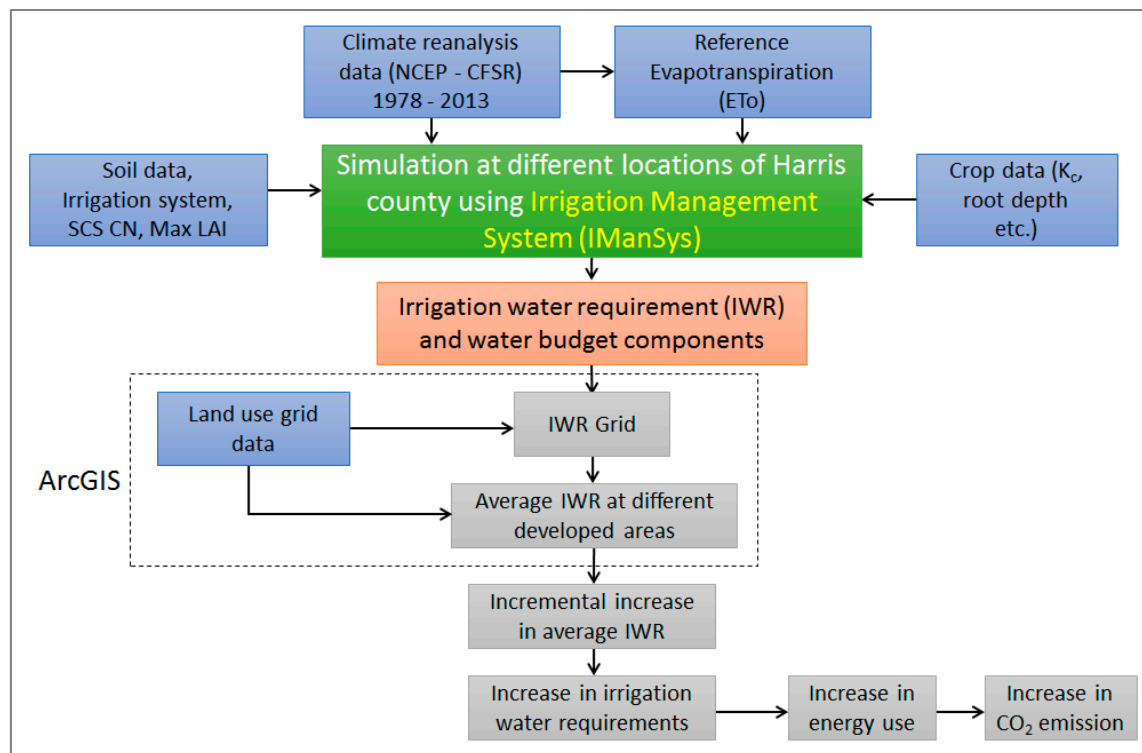 Climate reanalysis
data (NCEP - CFSR)
1978 - 2013
Reference
Evapotranspiration
(ETo)
Soil data,
Irrigation system,
SCS CN, Max LAI
Simulation at different locations of Harris
county using Irrigation Management
System (IManSys)
Crop data (Kc,
root depth
etc.)
Irrigation water requirement (IWR)
and water budget components
ArcGIS
Land use grid
data
IWR Grid
Average IWR at different
developed areas
Incremental increase
in average IWR
Increase in irrigation
water requirements
Increase in
energy use
Increase in
CO2 emission